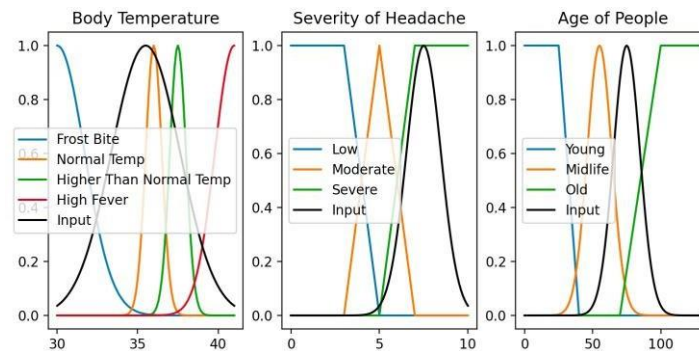 Body Temperature
1.0
0.8
0.6
0.4
0.2
0.0
Frost Bite
Normal Temp
Higher Than Normal Temp
High Fever
Input
30
35
40
Severity of Headache
1.0
0.8
0.6
0.4
0.2
0.0
Low
Moderate
Severe
Input
0
5
10
Age of People
1.0
0.8
0.6
0.4
0.2
0.0
Young
Midlife
Old
Input
0
50
100